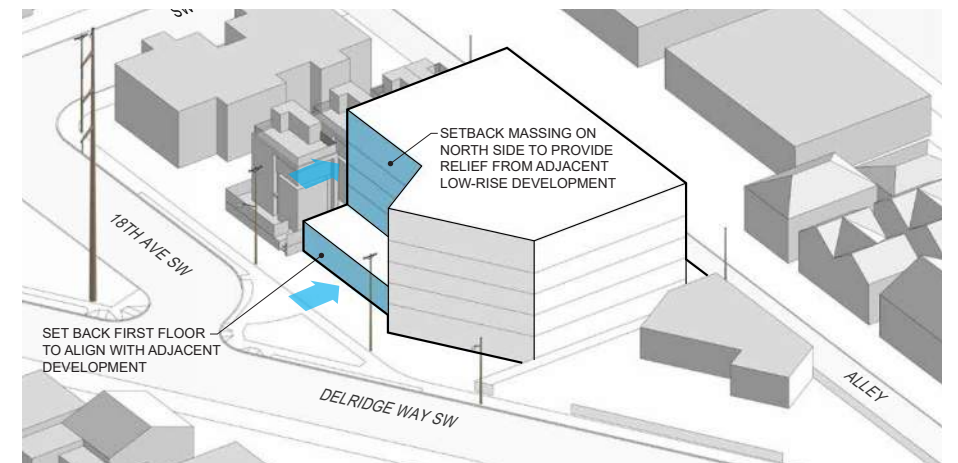 SW
SETBACK MASSING ON
NORTH SIDE TO PROVIDE
RELIEF FROM ADJACENT
LOW-RISE DEVELOPMENT
18TH AVE SW
SET BACK FIRST FLOOR
TO ALIGN WITH ADJACENT
DEVELOPMENT
DELRIDGE WAY SW
ALLEY